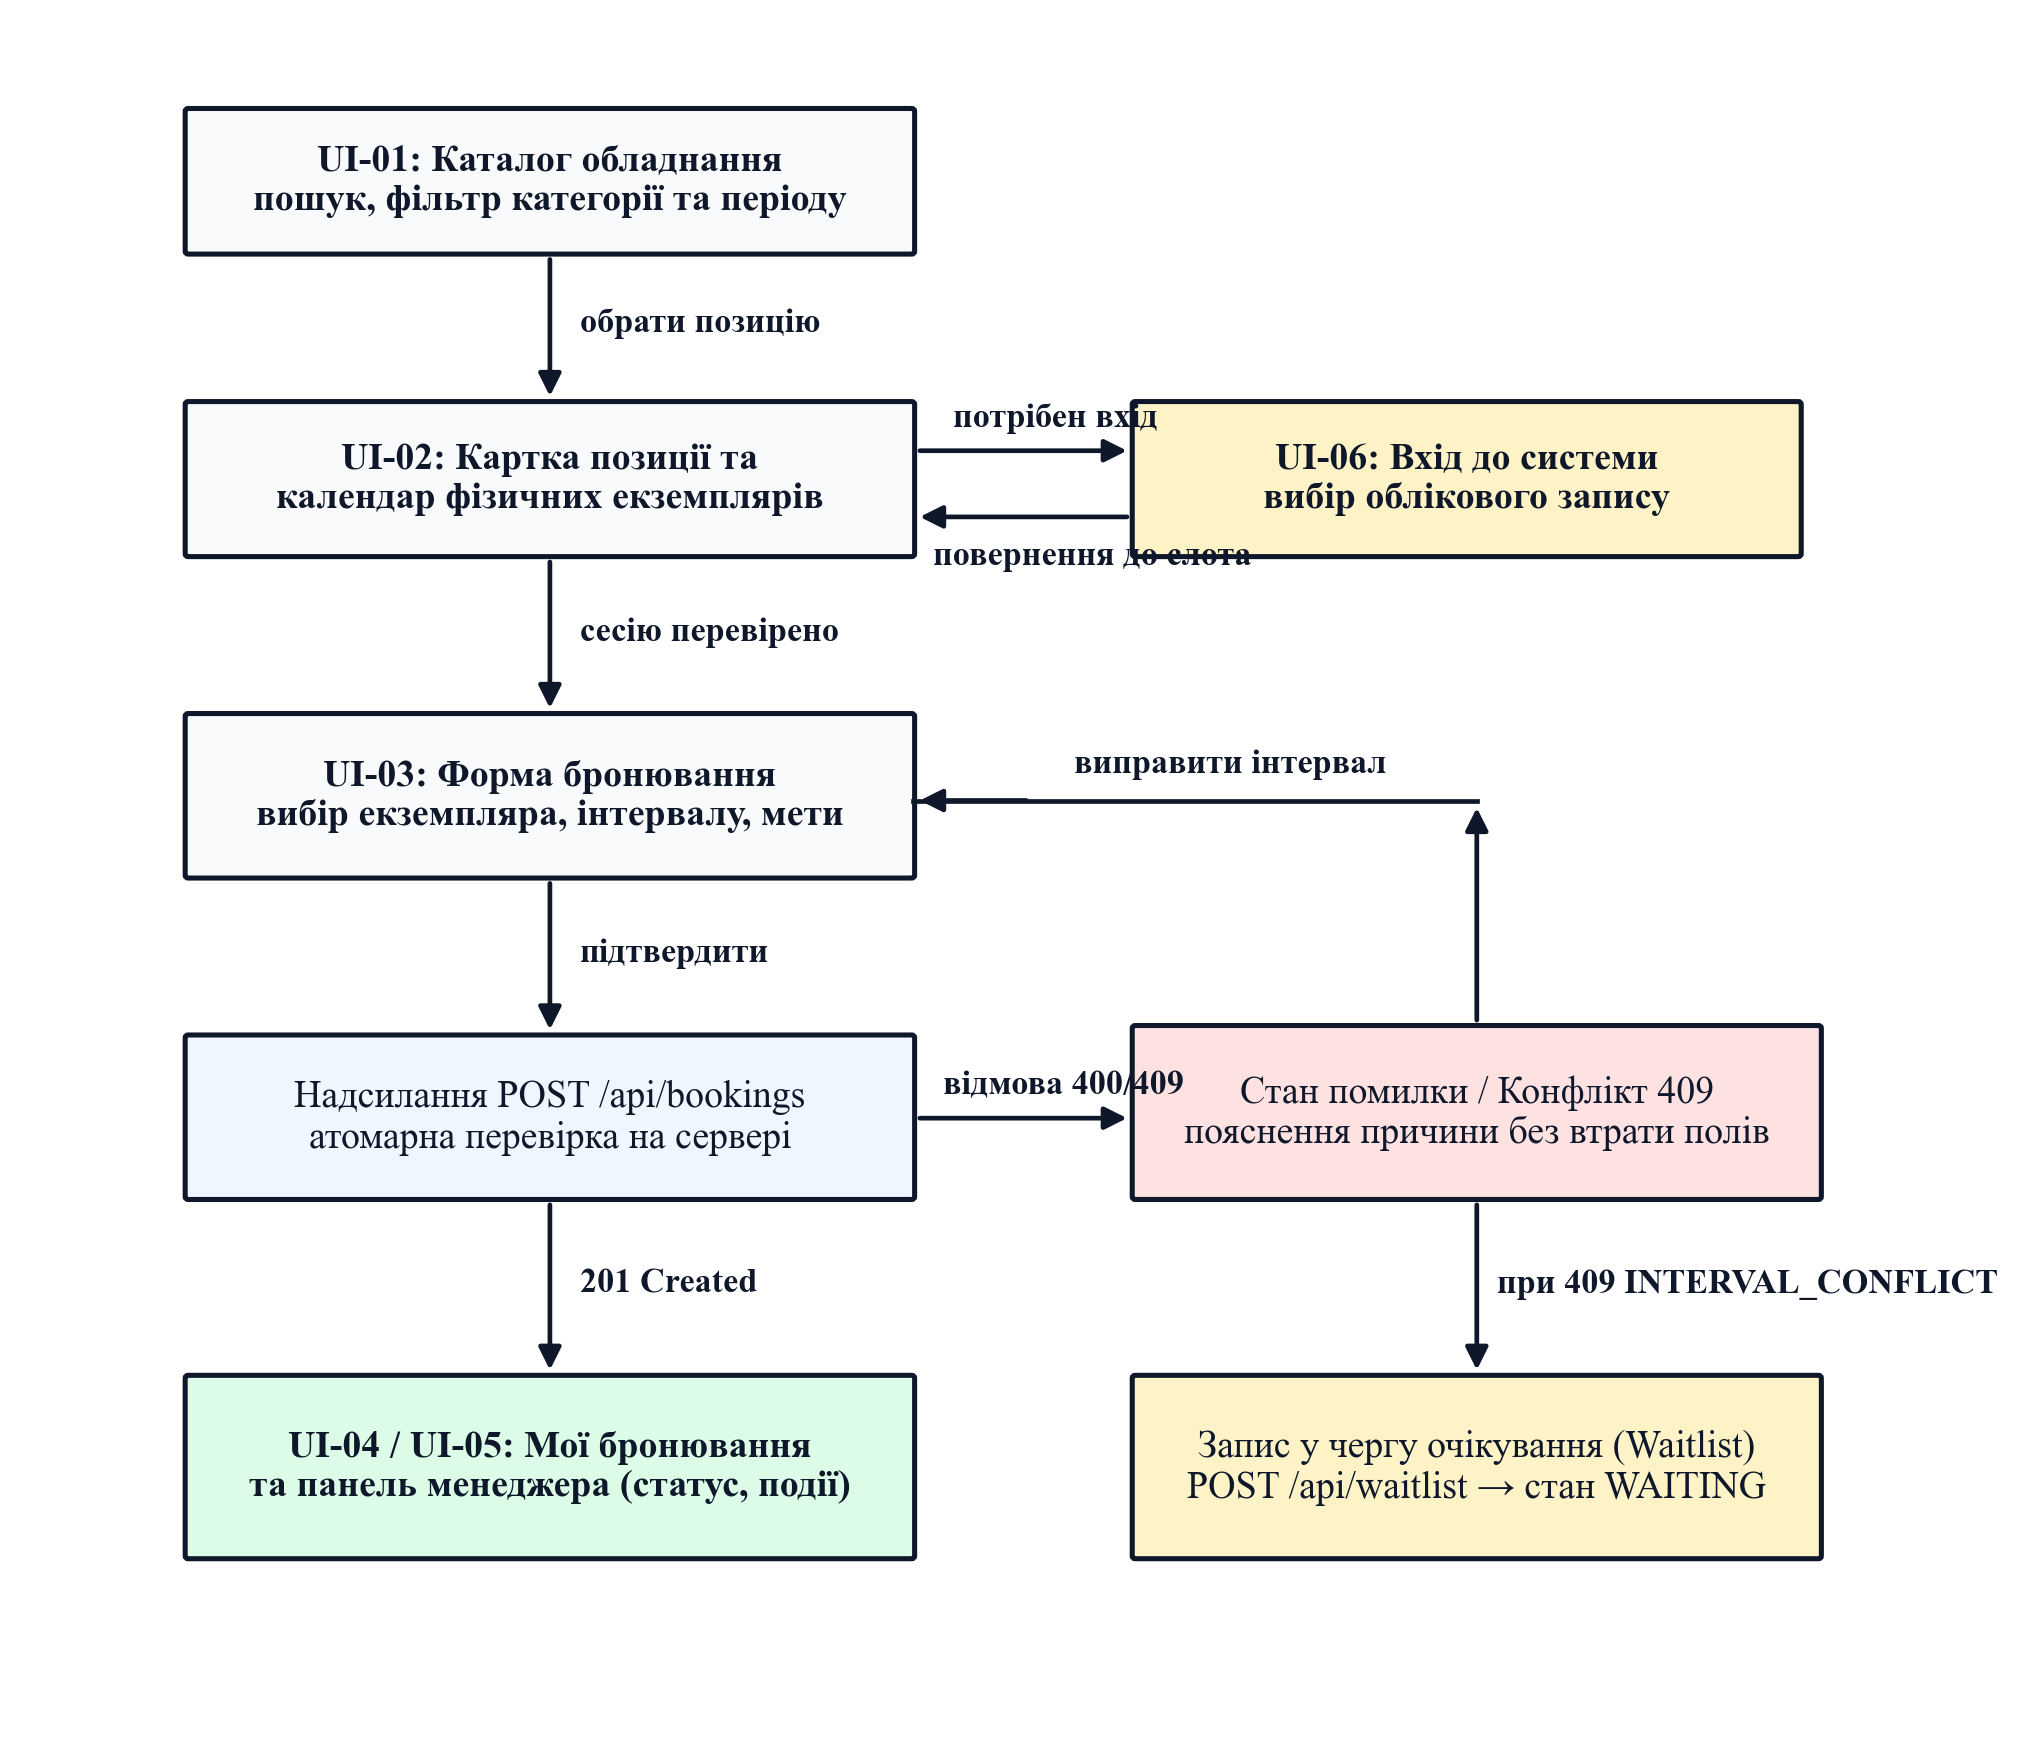 UI-01: Каталог обладнання
пошук, фільтр категорії та періоду
обрати позицію
UI-02: Картка позиції та
календар фізичних екземплярів
потрібен вхід
повернення до слота
UI-06: Вхід до системи
вибір облікового запису
сесію перевірено
UI-03: Форма бронювання
вибір екземпляра, інтервалу, мети
виправити інтервал
підтвердити
Надсилання POST /api/bookings
атомарна перевірка на сервері
відмова 400/409
Стан помилки / Конфлікт 409
пояснення причини без втрати полів
201 Created
при 409 INTERVAL_CONFLICT
UI-04 / UI-05: Мої бронювання
та панель менеджера (статус, події)
Запис у чергу очікування (Waitlist)
POST /api/waitlist → стан WAITING